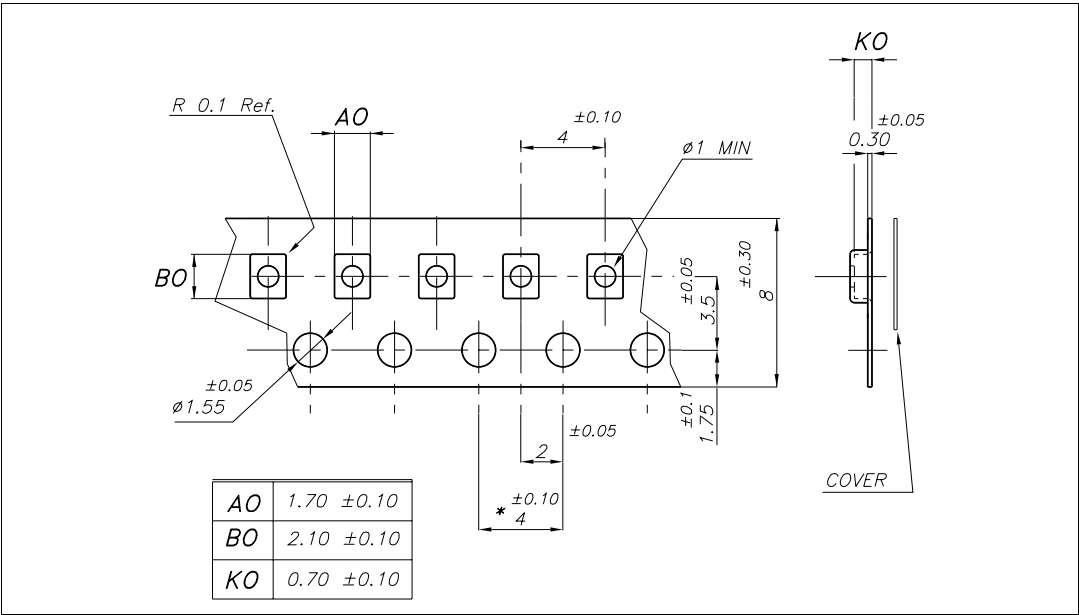 KO
R 0.1 Ref.
AO
±0.10
4
ø1 MIN
±0.05
0.30
BO
±0.05
3.5
±0.30
8
±0.05
ø1.55
±0.1
1.75
±0.05
2
±0.10
* 4
COVER
AO 1.70 ±0.10
BO 2.10 ±0.10
KO 0.70 ±0.10